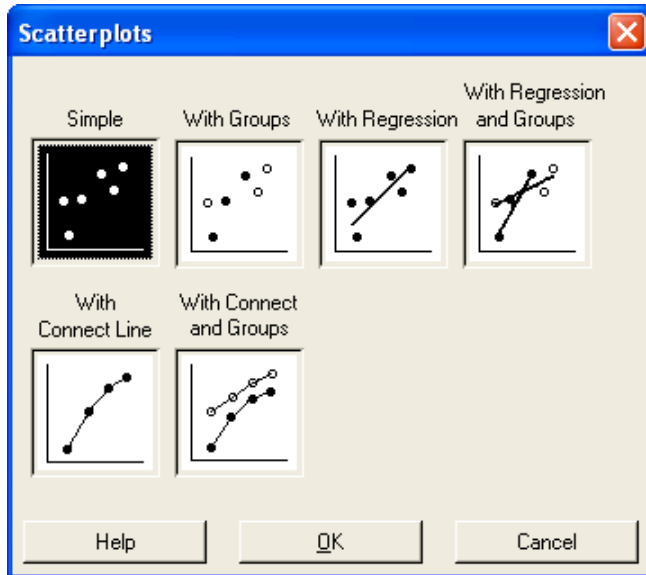 Scatterplots
Simple
With Groups
With Regression
With Regression
and Groups
With
Connect Line
With Connect
and Groups
Help
OK
Cancel